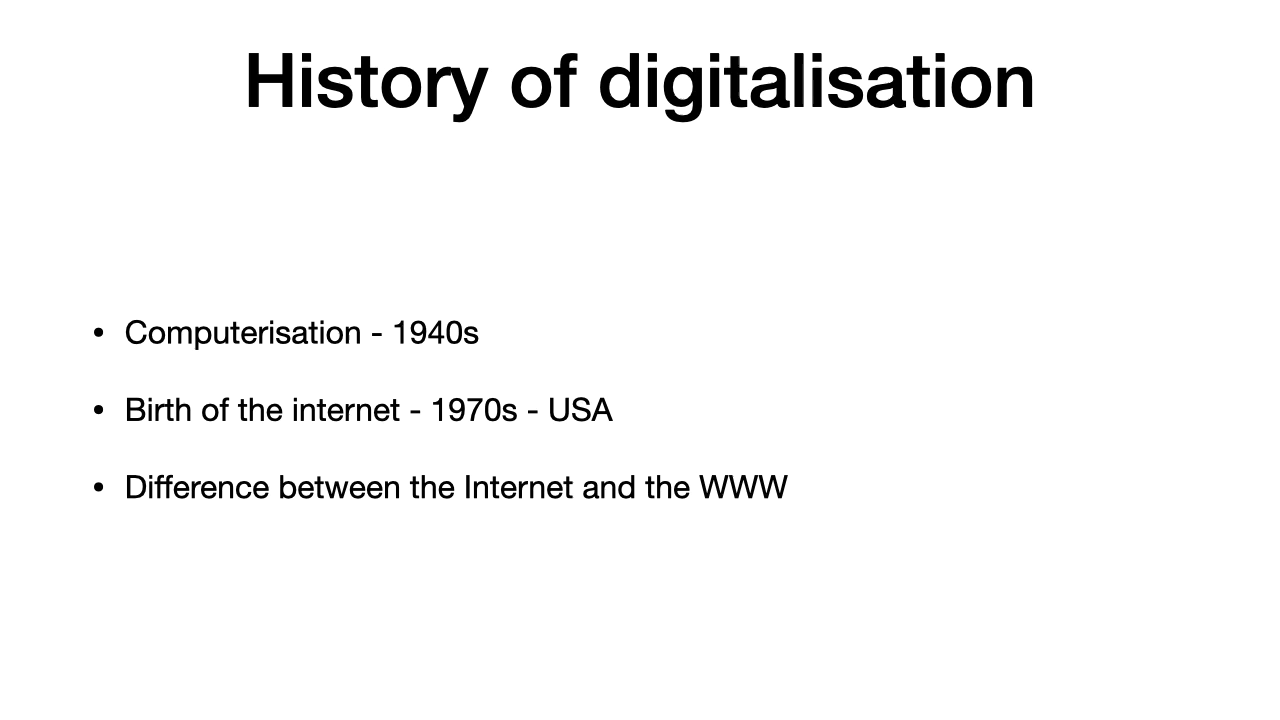 History of digitalisation
• Computerisation - 1940s
• Birth of the internet - 1970s - USA
• Difference between the Internet and the WWW